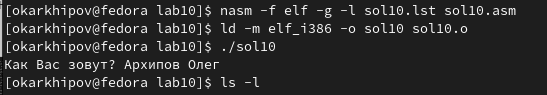 [okarkhipov@fedora lab10]$ nasm -f elf -g -l sol10.lst sol10.asm
[okarkhipov@fedora lab10]$ ld -m elf_i386 -o sol10 sol10.o
[okarkhipov@fedora lab10]$ ./sol10
Как Вас зовут? Архипов Олег
[okarkhipov@fedora lab10]$ ls -l